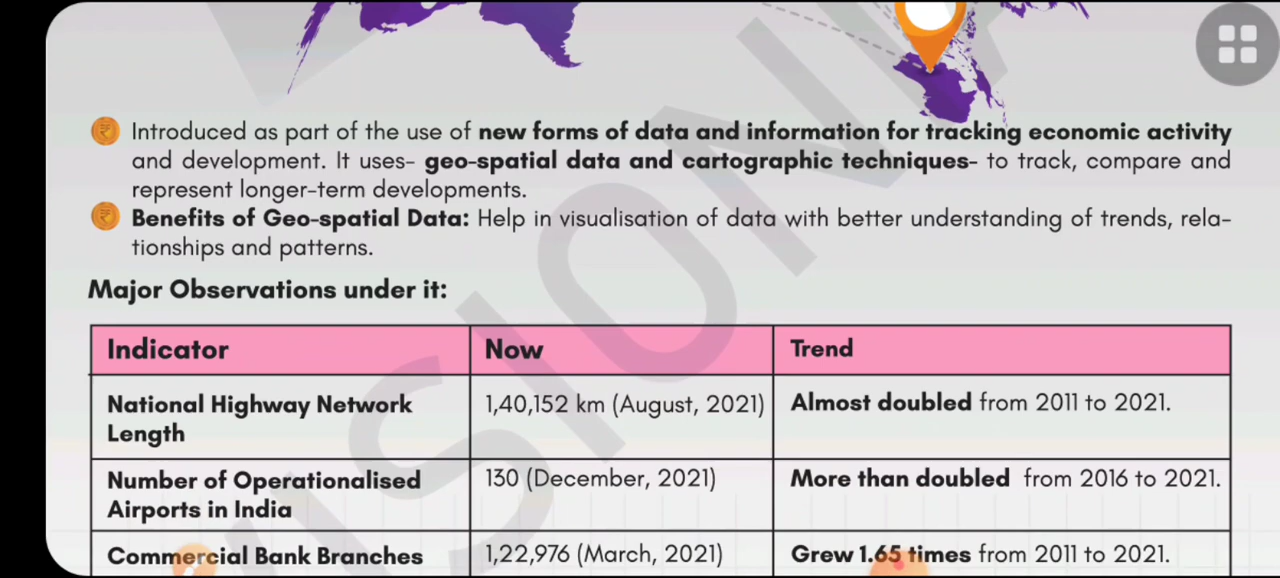 Introduced as part of the use of new forms of data and information for tracking economic activity
and development. It uses- geo-spatial data and cartographic techniques- to track, compare and
represent longer-term developments.
Benefits of Geo-spatial Data: Help in visualisation of data with better understanding of trends, rela-
tionships and patterns.
Major Observations under it:
Indicator Now Trend
National Highway Network 1,40,152 km (August, 2021) Almost doubled from 2011 to 2021.
Length
Number of Operationalised 130 (December, 2021) More than doubled from 2016 to 2021.
Airports in India
Commercial Bank Branches 1,22,976 (March, 2021) Grew 1.65 times from 2011 to 2021.
VISION